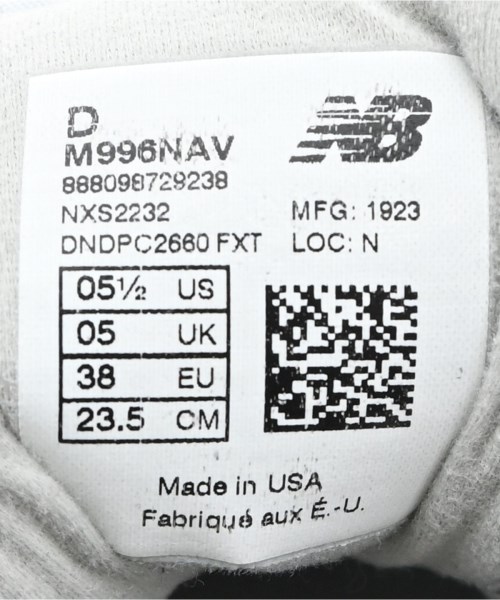 D
NB
M996NAV
888098729238
NXS2232
MFG: 1923
DNDPC2660 FXT
LOC: N
05½ US
05 UK
38 EU
23.5 CM
Made in USA
Fabriqué aux É.-U.